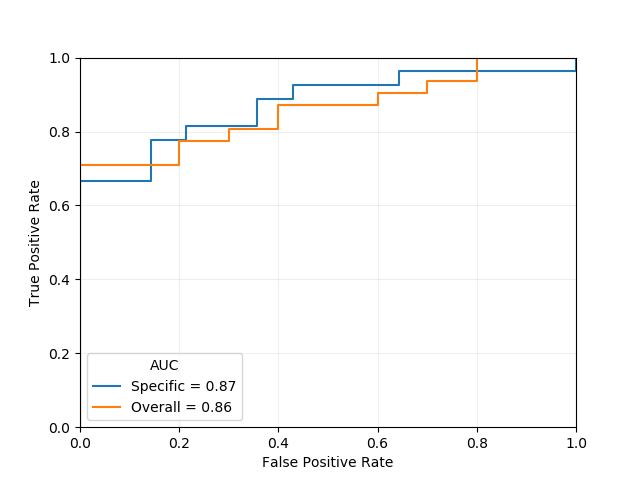 1.0
0.8
0.6
0.4
0.2
0.0
True Positive Rate
AUC
Specific = 0.87
Overall = 0.86
0.0 0.2 0.4 0.6 0.8 1.0
False Positive Rate